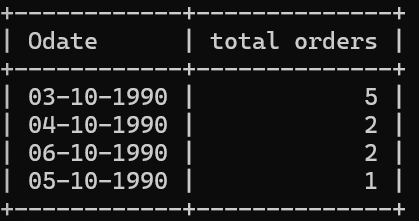 +------------+--------------+
| Odate      | total orders |
+------------+--------------+
| 03-10-1990 |            5 |
| 04-10-1990 |            2 |
| 06-10-1990 |            2 |
| 05-10-1990 |            1 |
+------------+--------------+